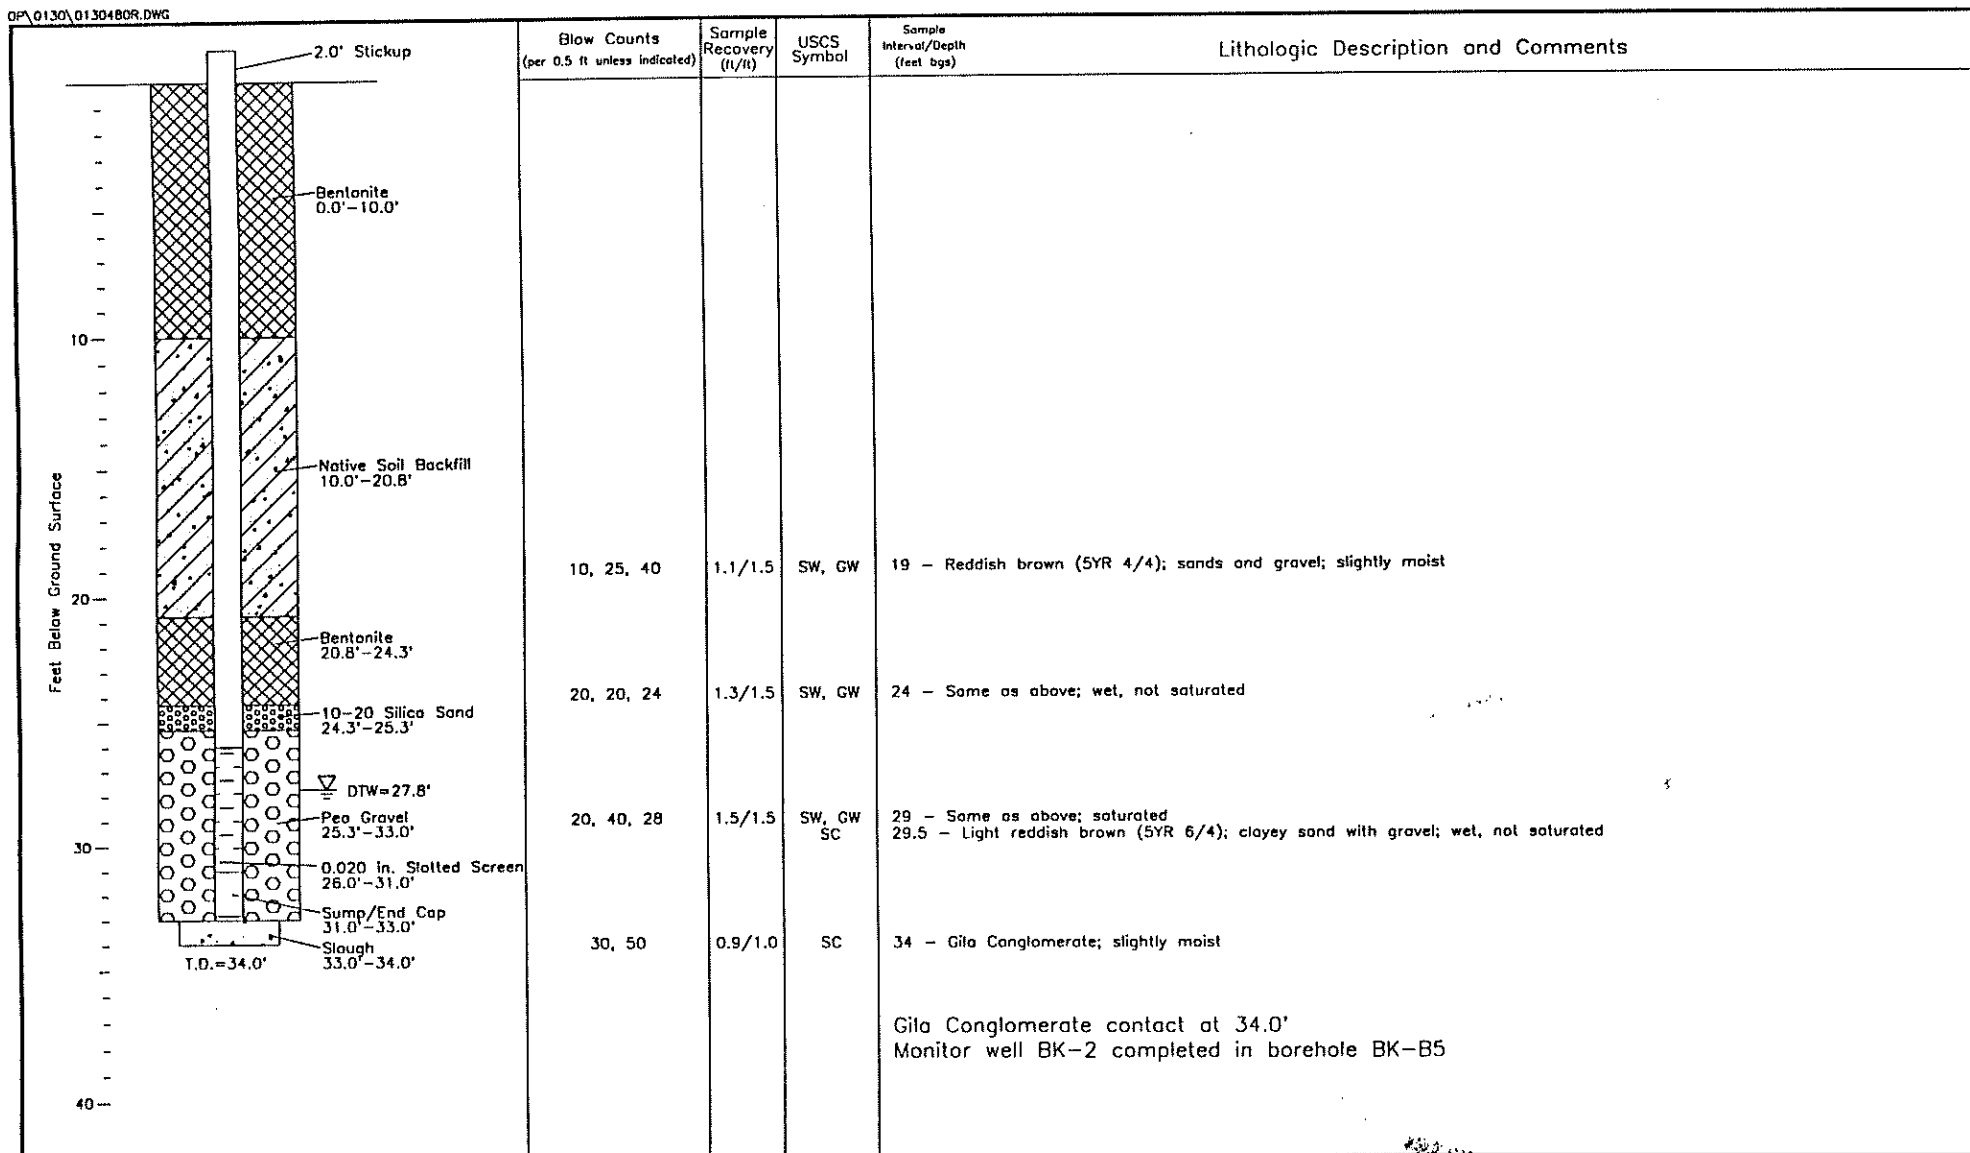 OP\0130\0130480R.DWG
2.0' Stickup
Blow Counts
(per 0.5 ft unless indicated)
Sample
Recovery
(ft/ft)
USCS
Symbol
Sample
Interval/Depth
(feet bgs)
Lithologic Description and Comments
Bentonite
0.0'–10.0'
10
Native Soil Backfill
10.0'–20.8'
Feet Below Ground Surface
10, 25, 40 1.1/1.5 SW, GW 19 – Reddish brown (5YR 4/4); sands and gravel; slightly moist
20
Bentonite
20.8'–24.3'
20, 20, 24 1.3/1.5 SW, GW 24 – Same as above; wet, not saturated
10–20 Silica Sand
24.3'–25.3'
DTW=27.8'
Pea Gravel
25.3'–33.0'
20, 40, 28 1.5/1.5 SW, GW 29 – Same as above; saturated
SC 29.5 – Light reddish brown (5YR 6/4); clayey sand with gravel; wet, not saturated
30
0.020 in. Slotted Screen
26.0'–31.0'
Sump/End Cap
31.0'–33.0'
Slough
33.0'–34.0'
T.D.=34.0'
30, 50 0.9/1.0 SC 34 – Gila Conglomerate; slightly moist
Gila Conglomerate contact at 34.0'
Monitor well BK–2 completed in borehole BK–B5
40